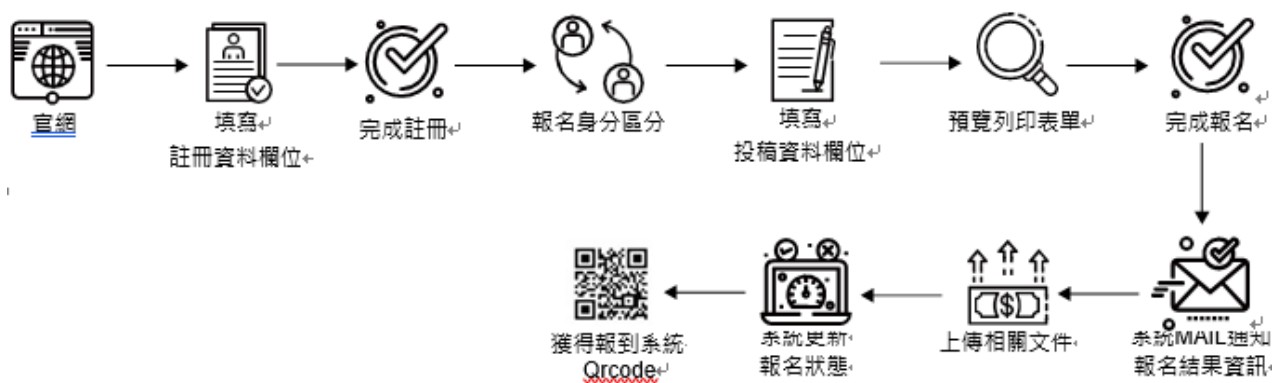 官網
填寫
註冊資料欄位
完成註冊
報名身分區分
填寫
投稿資料欄位
預覽列印表單
完成報名
系統MAIL通知
報名結果資訊
上傳相關文件
系統更新
報名狀態
獲得報到系統
Qrcode